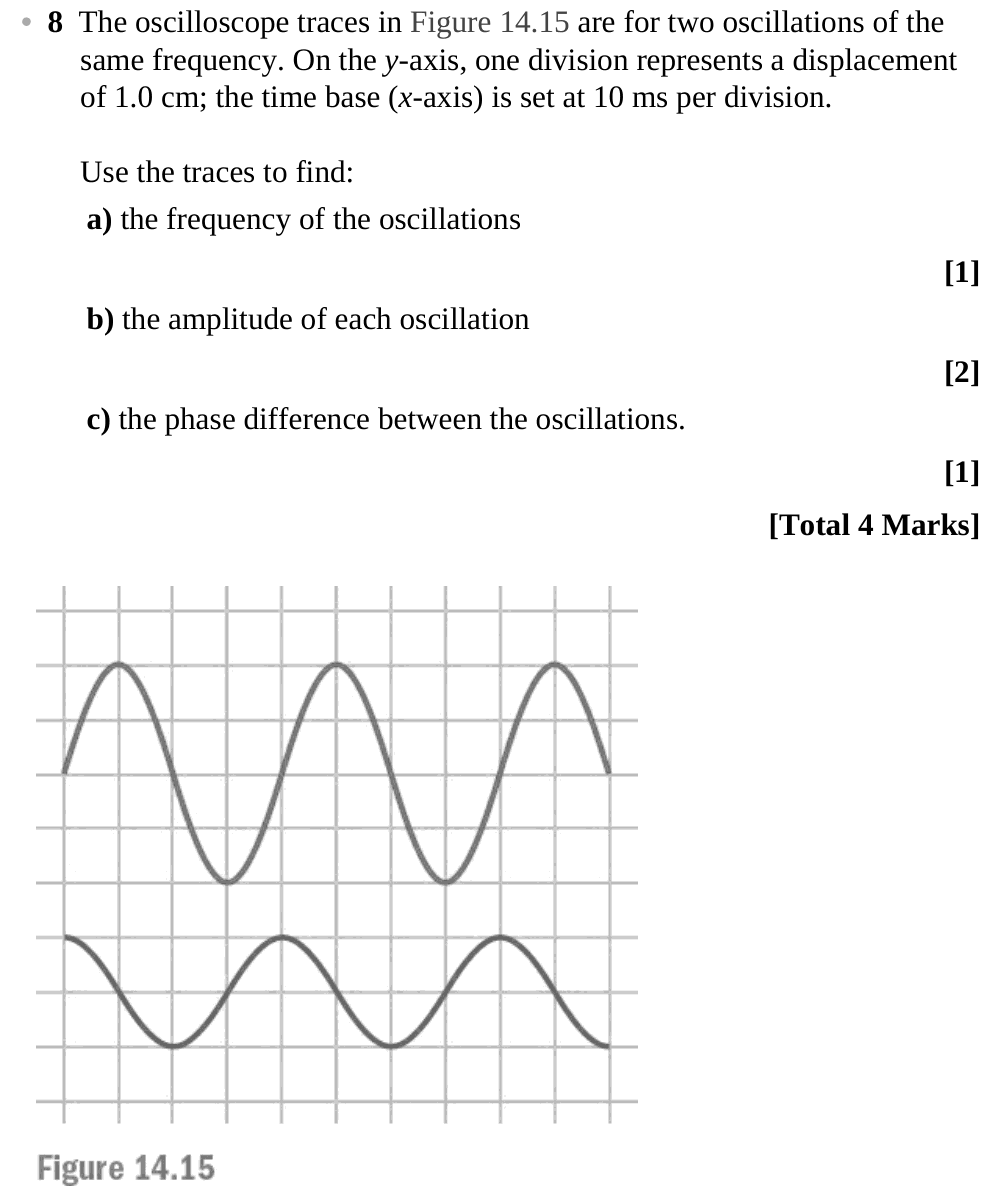 • 8 The oscilloscope traces in Figure 14.15 are for two oscillations of the
same frequency. On the y-axis, one division represents a displacement
of 1.0 cm; the time base (x-axis) is set at 10 ms per division.
Use the traces to find:
a) the frequency of the oscillations
[1]
b) the amplitude of each oscillation
[2]
c) the phase difference between the oscillations.
[1]
[Total 4 Marks]
Figure 14.15